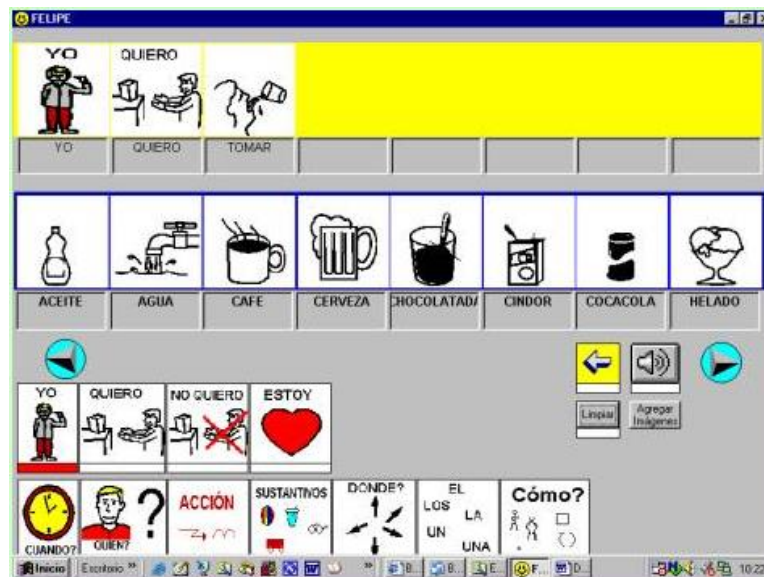 FELIPE
YO QUIERO
YO QUIERO TOMAR
ACEITE AGUA CAFE CERVEZA CHOCOLATADA CINDOR COCACOLA HELADO
YO QUIERO NO QUIERO ESTOY
Limpiar Agregar Imágenes
CUANDO? QUIEN? ACCIÓN SUSTANTIVOS DONDE? EL LOS LA UN UNA Cómo?
Inicio Escritorio » » B... B... E... F... D... 10:22